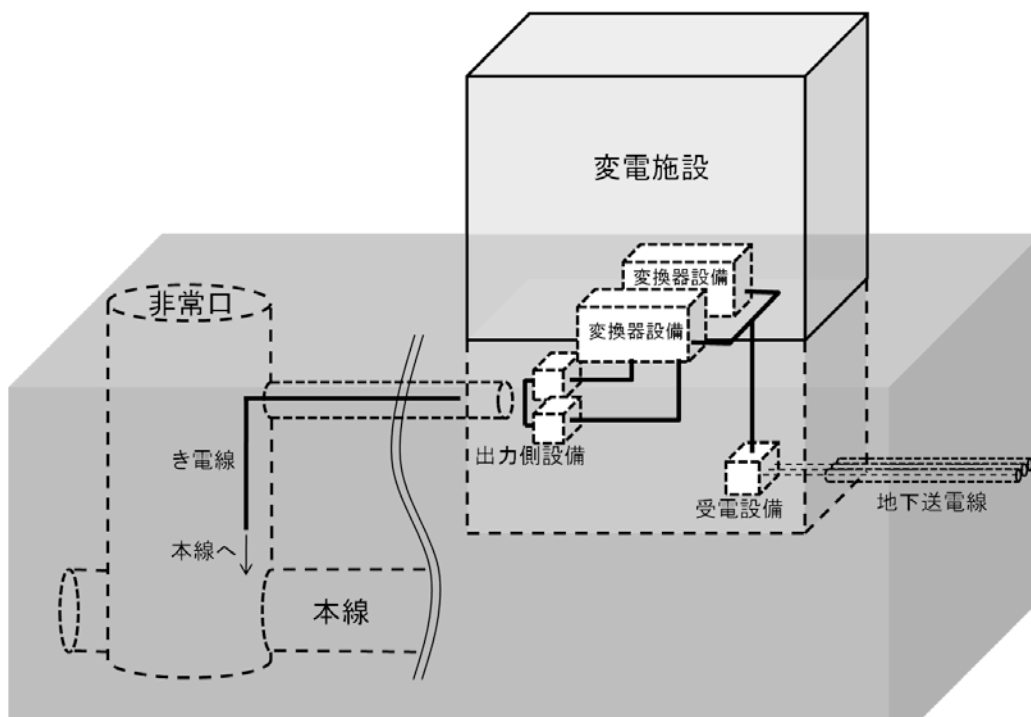 変電施設
変換器設備
非常口
変換器設備
出力側設備
き電線
受電設備
地下送電線
本線へ
本線